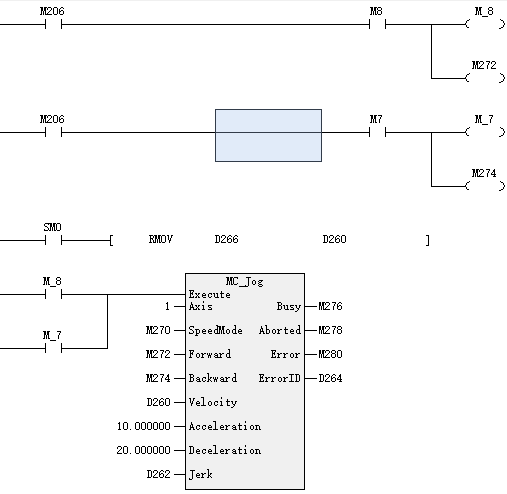 M206 M8 M_8
M272
M206 M7 M_7
M274
SM0 [ RMOV D266 D260 ]
M_8 MC_Jog
Execute
1 Axis Busy M276
M_7 M270 SpeedMode Aborted M278
M272 Forward Error M280
M274 Backward ErrorID D264
D260 Velocity
10.000000 Acceleration
20.000000 Deceleration
D262 Jerk